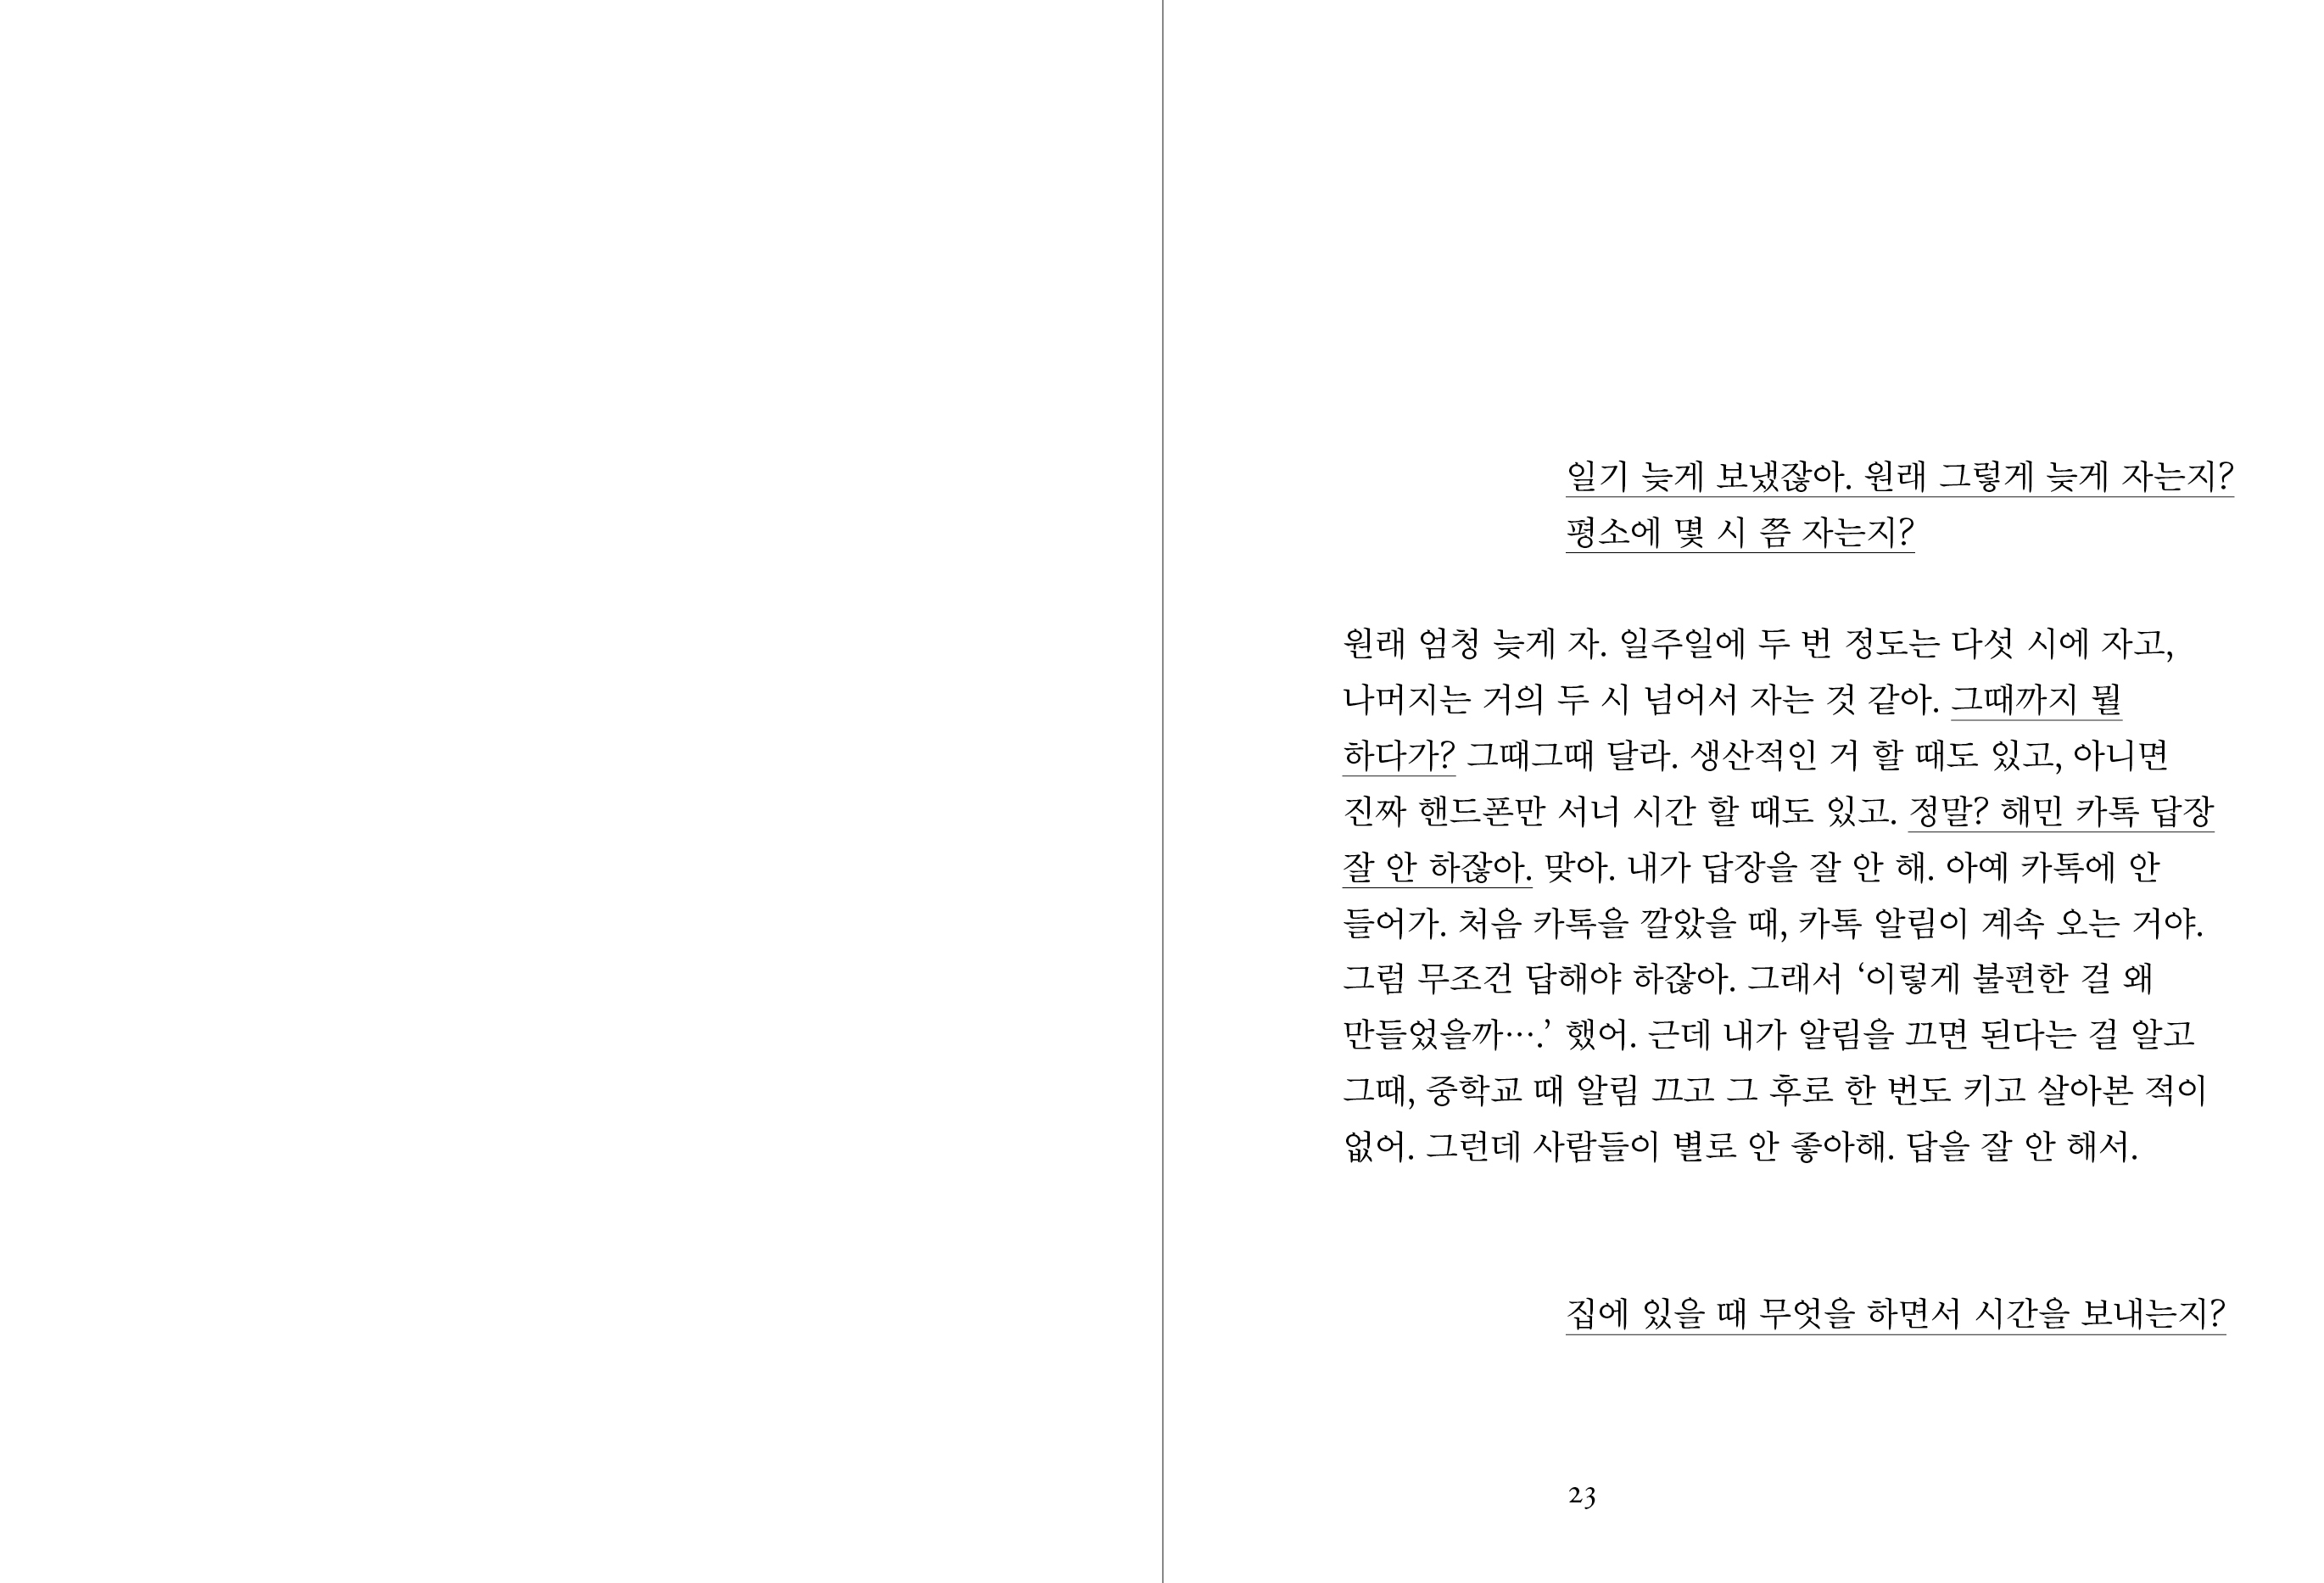 일기 늦게 보냈잖아. 원래 그렇게 늦게 자는지?
평소에 몇 시 쯤 자는지?
원래 엄청 늦게 자. 일주일에 두 번 정도는 다섯 시에 자고,
나머지는 거의 두 시 넘어서 자는 것 같아. 그때까지 뭘
하다가? 그때그때 달라. 생산적인 거 할 때도 있고, 아니면
진짜 핸드폰만 서너 시간 할 때도 있고. 정말? 해민 카톡 답장
잘 안 하잖아. 맞아. 내가 답장을 잘 안 해. 아예 카톡에 안
들어가. 처음 카톡을 깔았을 때, 카톡 알림이 계속 오는 거야.
그럼 무조건 답해야 하잖아. 그래서 ‘이렇게 불편한 걸 왜
만들었을까….’ 했어. 근데 내가 알림을 끄면 된다는 걸 알고
그때, 중학교 때 알림 끄고 그 후로 한 번도 키고 살아본 적이
없어. 그런데 사람들이 별로 안 좋아해. 답을 잘 안 해서.
집에 있을 때 무엇을 하면서 시간을 보내는지?
23